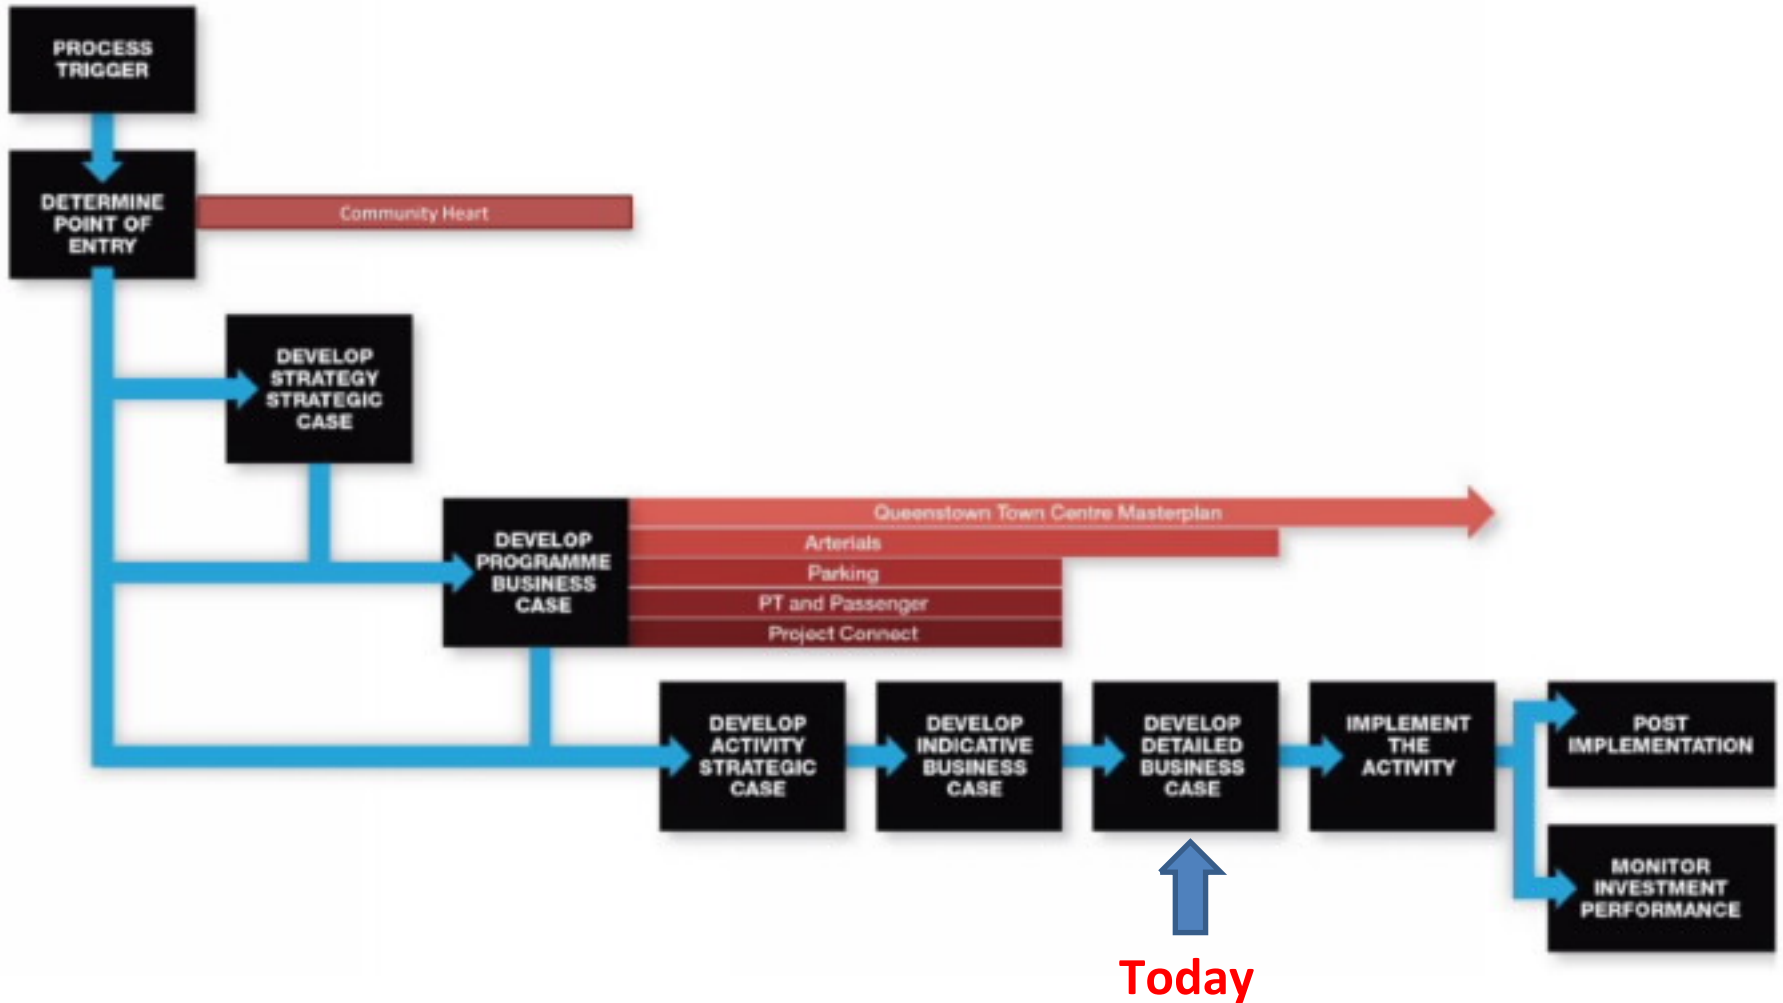 PROCESS
TRIGGER
DETERMINE
POINT OF
ENTRY
Community Heart
DEVELOP
STRATEGY
STRATEGIC
CASE
DEVELOP
PROGRAMME
BUSINESS
CASE
Queenstown Town Centre Masterplan
Arterials
Parking
PT and Passenger
Project Connect
DEVELOP
ACTIVITY
STRATEGIC
CASE
DEVELOP
INDICATIVE
BUSINESS
CASE
DEVELOP
DETAILED
BUSINESS
CASE
IMPLEMENT
THE
ACTIVITY
POST
IMPLEMENTATION
MONITOR
INVESTMENT
PERFORMANCE
Today